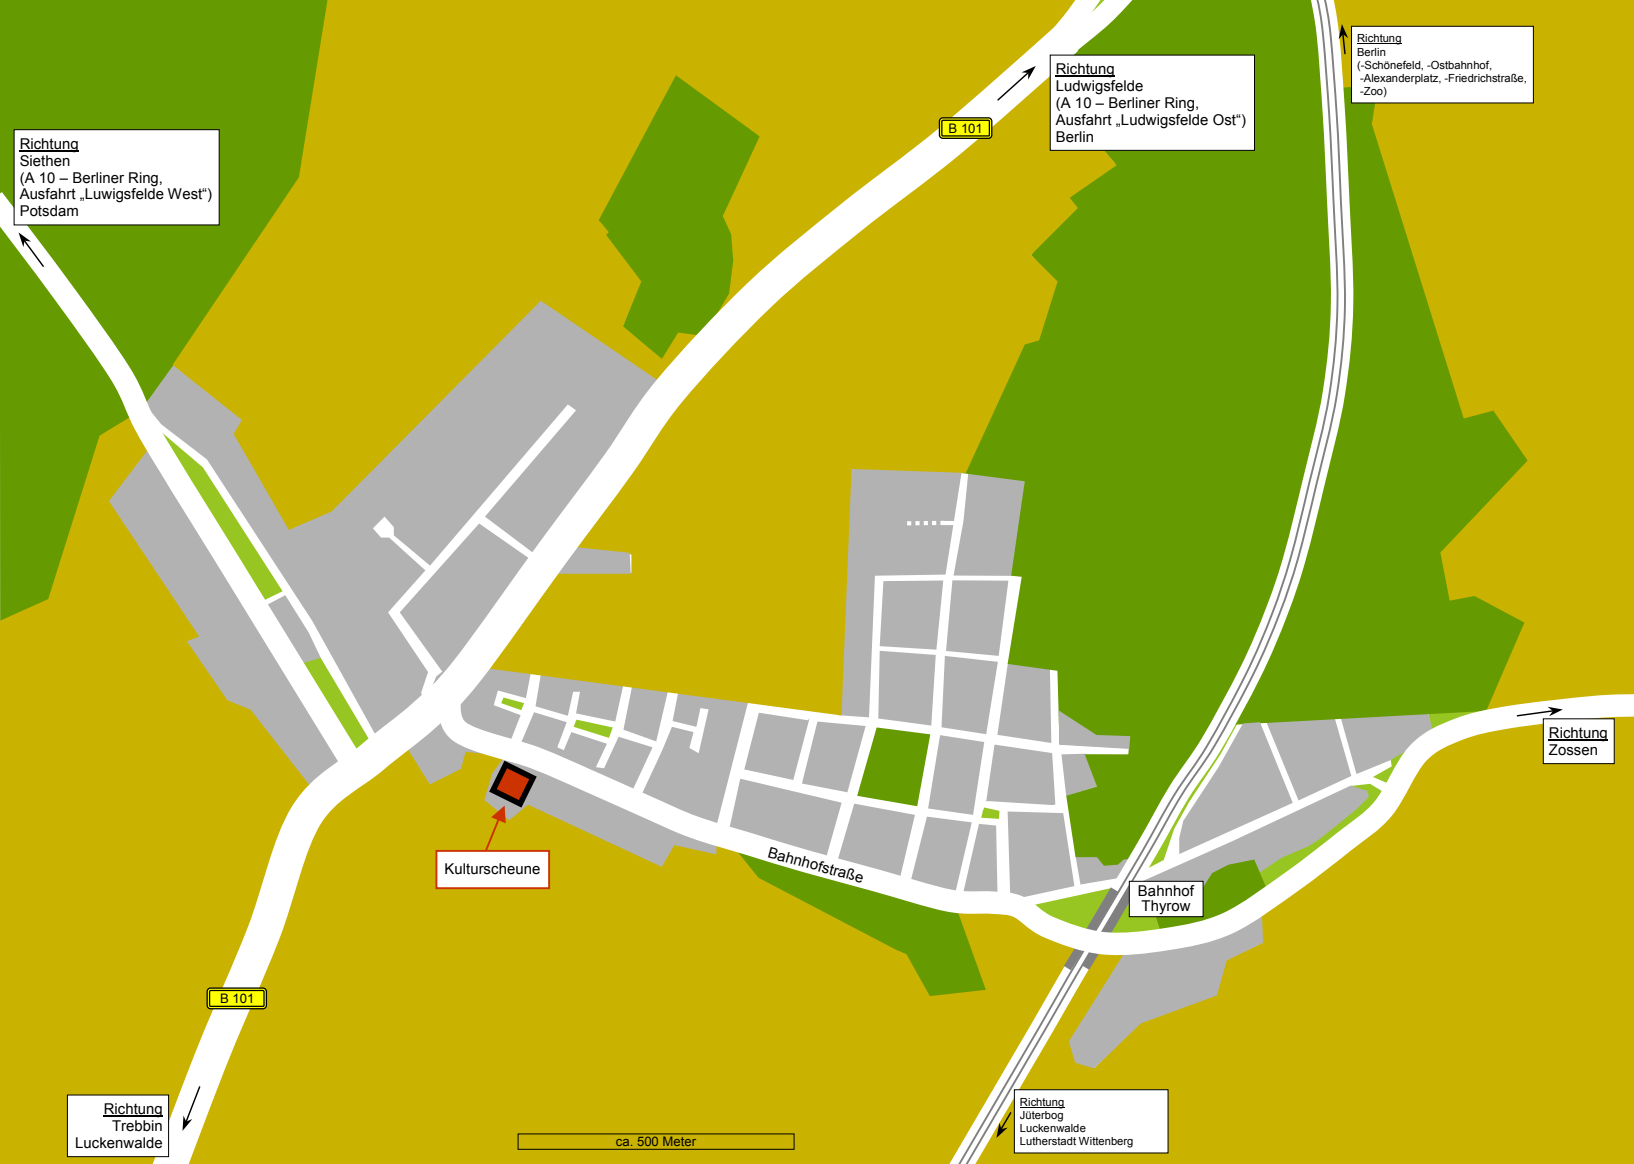 Richtung
Berlin
(-Schönefeld, -Ostbahnhof,
-Alexanderplatz, -Friedrichstraße,
-Zoo)
Richtung
Ludwigsfelde
(A 10 – Berliner Ring,
Ausfahrt „Ludwigsfelde Ost“)
Berlin
B 101
Richtung
Siethen
(A 10 – Berliner Ring,
Ausfahrt „Luwigsfelde West“)
Potsdam
Richtung
Zossen
Kulturscheune
Bahnhofstraße
Bahnhof
Thyrow
B 101
Richtung
Trebbin
Luckenwalde
ca. 500 Meter
Richtung
Jüterbog
Luckenwalde
Lutherstadt Wittenberg